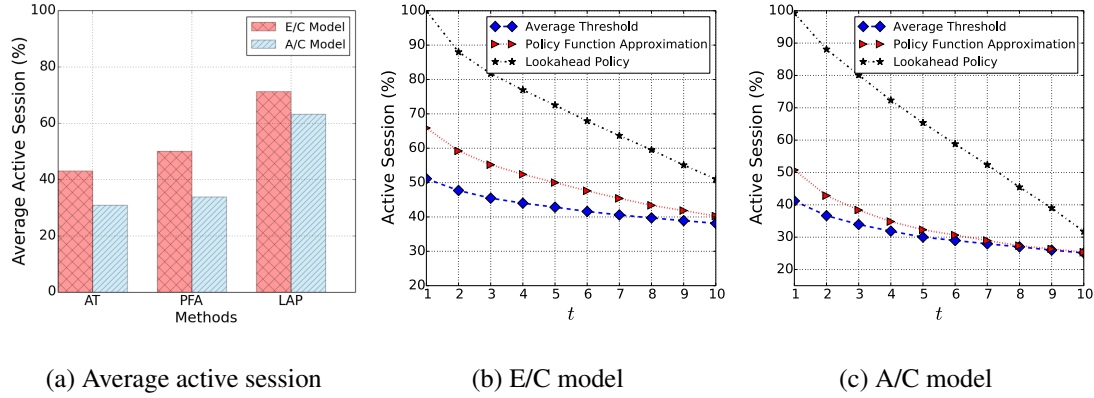 100
80
60
40
20
0
Average Active Session (%)
E/C Model
A/C Model
AT PFA LAP
Methods
(a) Average active session
100
90
80
70
60
50
40
30
20
Active Session (%)
Average Threshold
Policy Function Approximation
Lookahead Policy
1 2 3 4 5 6 7 8 9 10
t
(b) E/C model
100
90
80
70
60
50
40
30
20
Active Session (%)
Average Threshold
Policy Function Approximation
Lookahead Policy
1 2 3 4 5 6 7 8 9 10
t
(c) A/C model